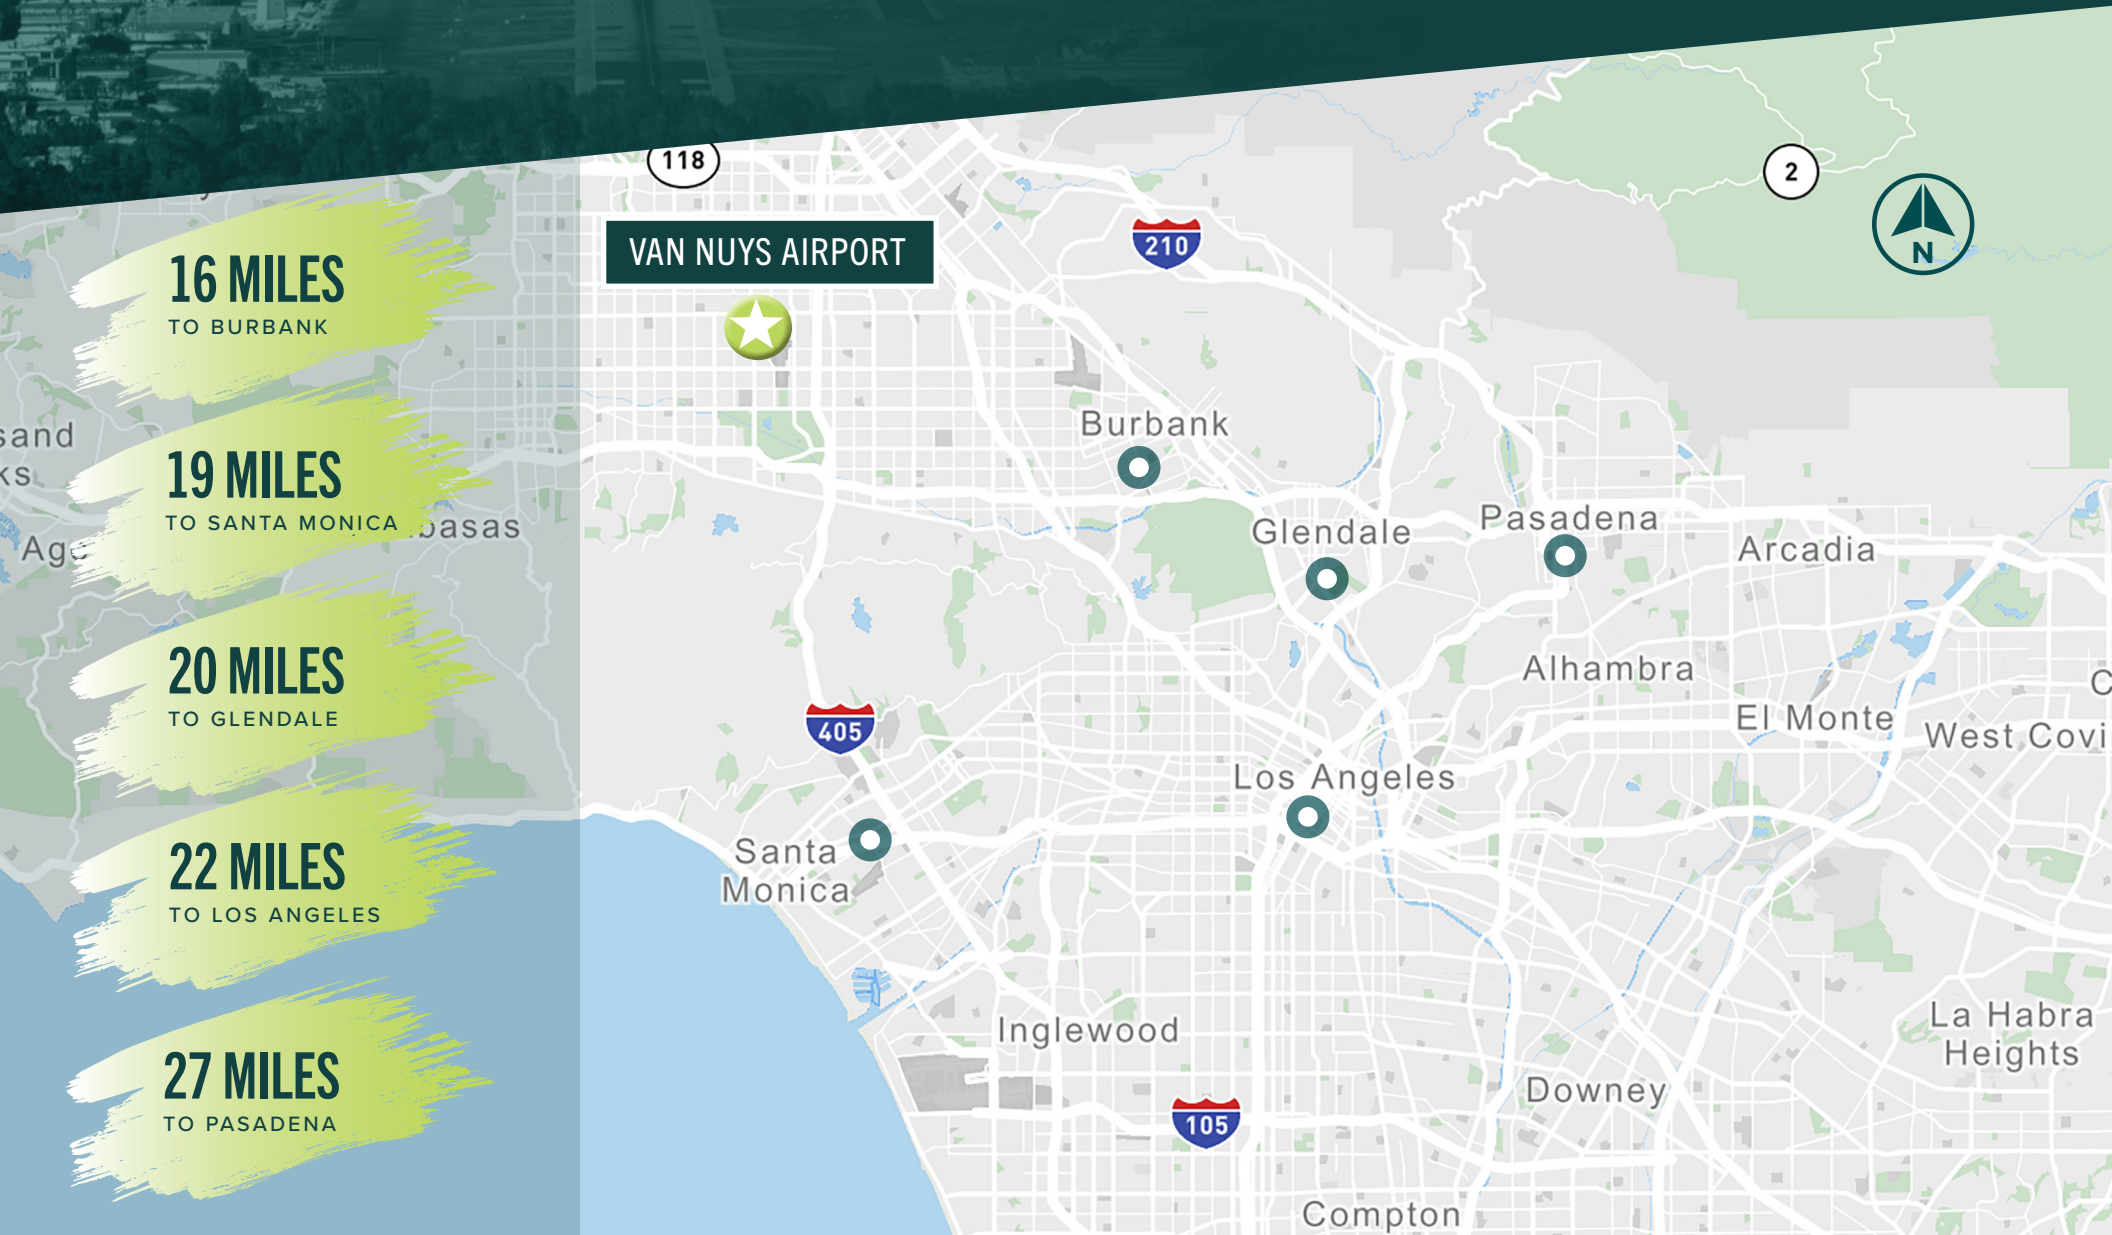 118
2
VAN NUYS AIRPORT
210
N
16 MILES
TO BURBANK
19 MILES
TO SANTA MONICA
20 MILES
TO GLENDALE
22 MILES
TO LOS ANGELES
27 MILES
TO PASADENA
Burbank
Glendale
Pasadena
Arcadia
Alhambra
El Monte
West Covi
405
Los Angeles
Santa
Monica
Inglewood
La Habra
Heights
Downey
105
Compton